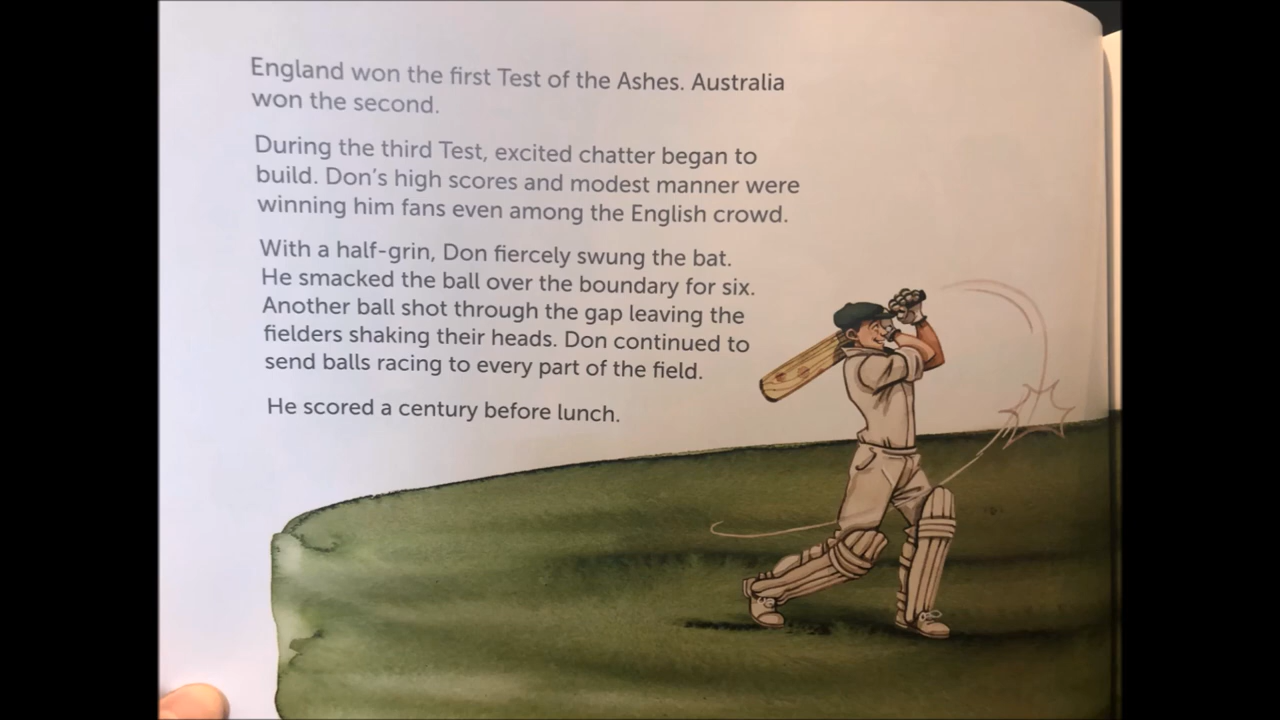 England won the first Test of the Ashes. Australia
won the second.
During the third Test, excited chatter began to
build. Don's high scores and modest manner were
winning him fans even among the English crowd.
With a half-grin, Don fiercely swung the bat.
He smacked the ball over the boundary for six.
Another ball shot through the gap leaving the
fielders shaking their heads. Don continued to
send balls racing to every part of the field.
He scored a century before lunch.